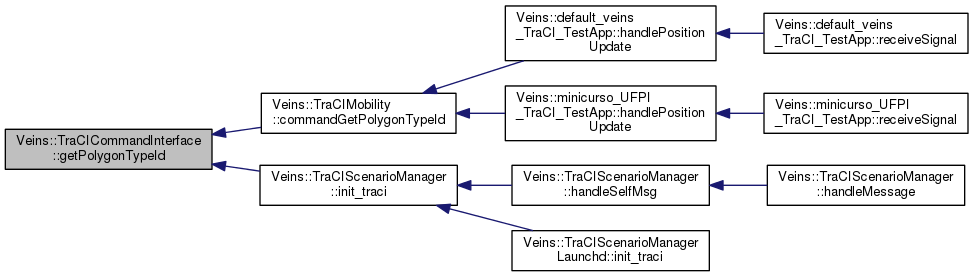 Veins::TraCICommandInterface
::getPolygonTypeId
Veins::TraCIMobility
::commandGetPolygonTypeId
Veins::default_veins
_TraCI_TestApp::handlePosition
Update
Veins::default_veins
_TraCI_TestApp::receiveSignal
Veins::minicurso_UFPI
_TraCI_TestApp::handlePosition
Update
Veins::minicurso_UFPI
_TraCI_TestApp::receiveSignal
Veins::TraCIScenarioManager
::init_traci
Veins::TraCIScenarioManager
::handleSelfMsg
Veins::TraCIScenarioManager
::handleMessage
Veins::TraCIScenarioManager
Launchd::init_traci